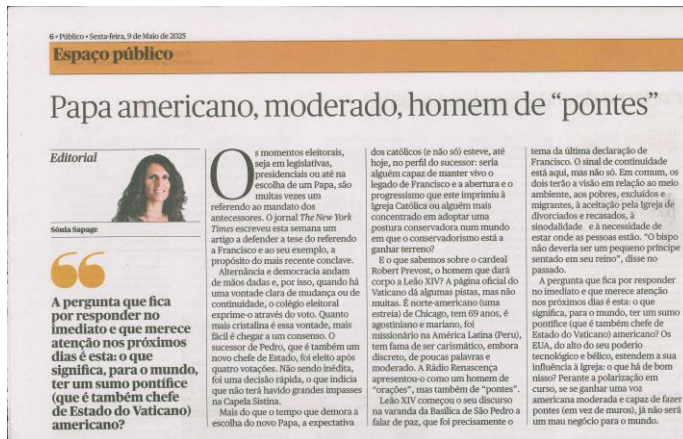 6 • Público • Sexta-feira, 9 de Maio de 2025
Espaço público
Papa americano, moderado, homem de “pontes”
Editorial
Sónia Sapage
“
A pergunta que fica
por responder no
imediato e que merece
atenção nos próximos
dias é esta: o que
significa, para o mundo,
ter um sumo pontífice
(que é também chefe
de Estado do Vaticano)
americano?
Os momentos eleitorais,
seja em legislativas,
presidenciais ou até na
escolha de um Papa, são
muitas vezes um
referendo ao mandato dos
antecessores. O jornal The New York
Times escreveu esta semana um
artigo a defender a tese do referendo
a Francisco e ao seu exemplo, a
propósito do mais recente conclave.
Alternância e democracia andam
de mãos dadas e, por isso, quando há
uma vontade clara de mudança ou de
continuidade, o colégio eleitoral
exprime-o através do voto. Quanto
mais cristalina é essa vontade, mais
fácil é chegar a um consenso. O
sucessor de Pedro, que é também um
novo chefe de Estado, foi eleito após
quatro votações. Não sendo inédita,
foi uma decisão rápida, o que indicia
que não terá havido grandes impasses
na Capela Sistina.
Mais do que o tempo que demora a
escolha do novo Papa, a expectativa
dos católicos (e não só) esteve, até
hoje, no perfil do sucessor: seria
alguém capaz de manter vivo o
legado de Francisco e a abertura e o
progressismo que este imprimiu à
Igreja Católica ou alguém mais
concentrado em adoptar uma
postura conservadora num mundo
em que o conservadorismo está a
ganhar terreno?
E o que sabemos sobre o cardeal
Robert Prevost, o homem que dará
corpo a Leão XIV? A página oficial do
Vaticano dá algumas pistas, mas não
muitas. É norte-americano (uma
estreia) de Chicago, tem 69 anos, é
agostiniano e mariano, foi
missionário na América Latina (Peru),
tem fama de ser carismático, embora
discreto, de poucas palavras e
moderado. A Rádio Renascença
apresentou-o como um homem de
“corações”, mas também de “pontes”.
Leão XIV começou o seu discurso
na varanda da Basílica de São Pedro a
falar de paz, que foi precisamente o
tema da última declaração de
Francisco. O sinal de continuidade
está aqui, mas não só. Em comum, os
dois terão a visão em relação ao meio
ambiente, aos pobres, excluídos e
migrantes, à aceitação pela Igreja de
divorciados e recasados, à
sinodalidade e à necessidade de
estar onde as pessoas estão. “O bispo
não deveria ser um pequeno príncipe
sentado em seu reino”, disse no
passado.
A pergunta que fica por responder
no imediato e que merece atenção
nos próximos dias é esta: o que
significa, para o mundo, ter um sumo
pontífice (que é também chefe de
Estado do Vaticano) americano? Os
EUA, do alto do seu poderio
tecnológico e bélico, estendem a sua
influência à Igreja: o que há de bom
nisso? Perante a polarização em
curso, se se ganhar uma voz
americana moderada e capaz de fazer
pontes (em vez de muros), já não será
um mau negócio para o mundo.